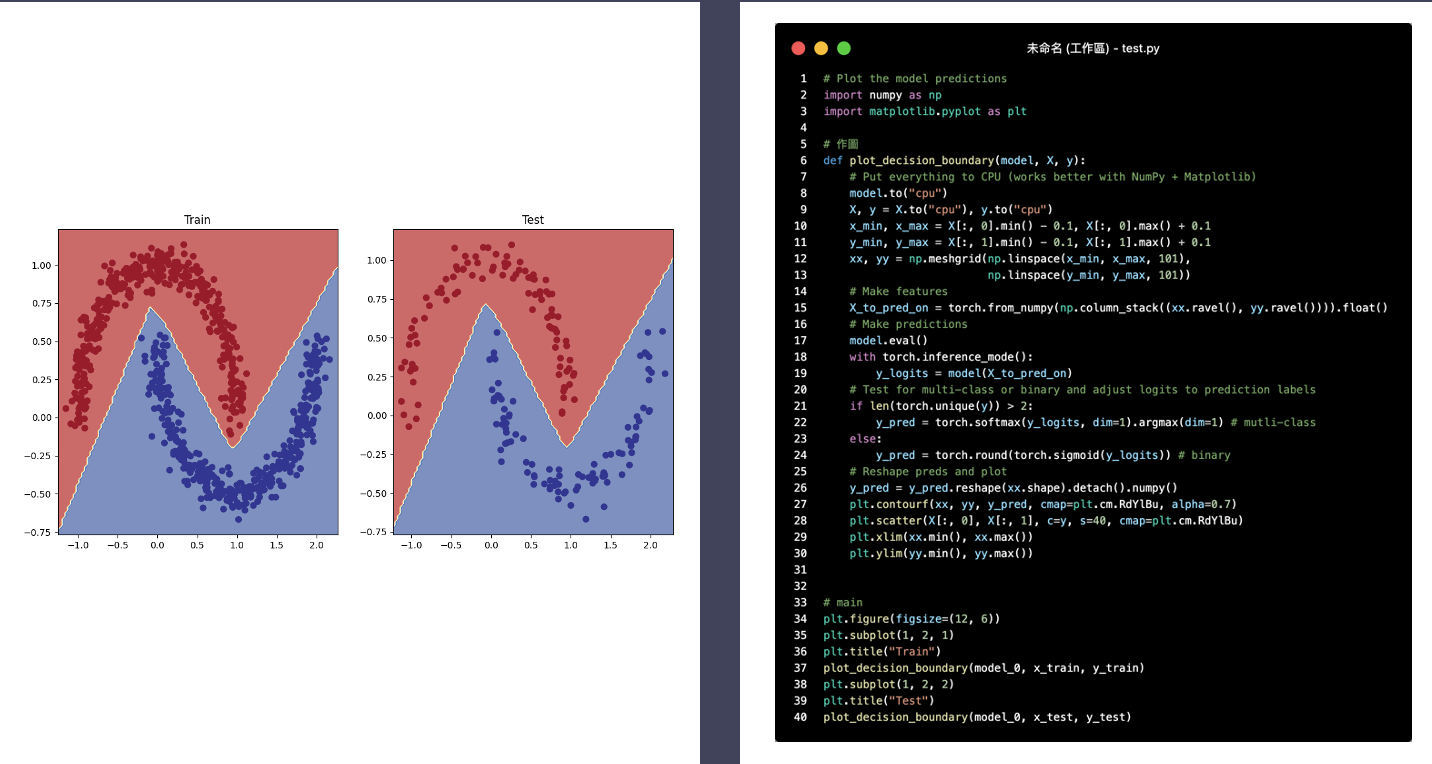 Train
1.00
0.75
0.50
0.25
0.00
−0.25
−0.50
−0.75
−1.0 −0.5 0.0 0.5 1.0 1.5 2.0
Test
1.00
0.75
0.50
0.25
0.00
−0.25
−0.50
−0.75
−1.0 −0.5 0.0 0.5 1.0 1.5 2.0
未命名 (工作區) - test.py
1 # Plot the model predictions
2 import numpy as np
3 import matplotlib.pyplot as plt
4
5 # 作圖
6 def plot_decision_boundary(model, X, y):
7     # Put everything to CPU (works better with NumPy + Matplotlib)
8     model.to("cpu")
9     X, y = X.to("cpu"), y.to("cpu")
10     x_min, x_max = X[:, 0].min() - 0.1, X[:, 0].max() + 0.1
11     y_min, y_max = X[:, 1].min() - 0.1, X[:, 1].max() + 0.1
12     xx, yy = np.meshgrid(np.linspace(x_min, x_max, 101),
13                          np.linspace(y_min, y_max, 101))
14     # Make features
15     X_to_pred_on = torch.from_numpy(np.column_stack((xx.ravel(), yy.ravel()))).float()
16     # Make predictions
17     model.eval()
18     with torch.inference_mode():
19         y_logits = model(X_to_pred_on)
20     # Test for multi-class or binary and adjust logits to prediction labels
21     if len(torch.unique(y)) > 2:
22         y_pred = torch.softmax(y_logits, dim=1).argmax(dim=1) # mutli-class
23     else:
24         y_pred = torch.round(torch.sigmoid(y_logits)) # binary
25     # Reshape preds and plot
26     y_pred = y_pred.reshape(xx.shape).detach().numpy()
27     plt.contourf(xx, yy, y_pred, cmap=plt.cm.RdYlBu, alpha=0.7)
28     plt.scatter(X[:, 0], X[:, 1], c=y, s=40, cmap=plt.cm.RdYlBu)
29     plt.xlim(xx.min(), xx.max())
30     plt.ylim(yy.min(), yy.max())
31
32
33 # main
34 plt.figure(figsize=(12, 6))
35 plt.subplot(1, 2, 1)
36 plt.title("Train")
37 plot_decision_boundary(model_0, x_train, y_train)
38 plt.subplot(1, 2, 2)
39 plt.title("Test")
40 plot_decision_boundary(model_0, x_test, y_test)